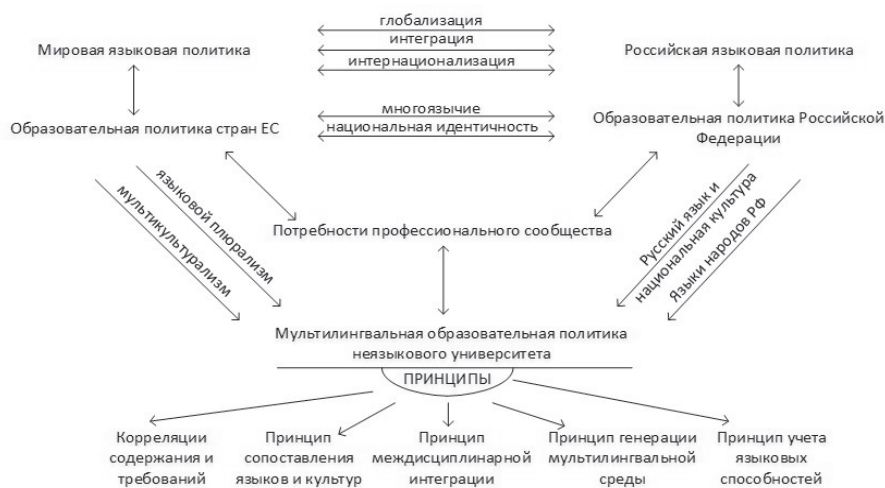 глобализация
Мировая языковая политика
интеграция
Российская языковая политика
интернационализация
многоязычие
Образовательная политика стран ЕС
национальная идентичность
Образовательная политика Российской
Федерации
языковой плюрализм
мультикультурализм
Русский язык и
национальная культура
Языки народов РФ
Потребности профессионального сообщества
Мультилингвальная образовательная политика
неязыкового университета
ПРИНЦИПЫ
Корреляции
содержания и
требований
Принцип
сопоставления
языков и культур
Принцип
междисциплинарной
интеграции
Принцип генерации
мультилингвальной
среды
Принцип учета
языковых
способностей